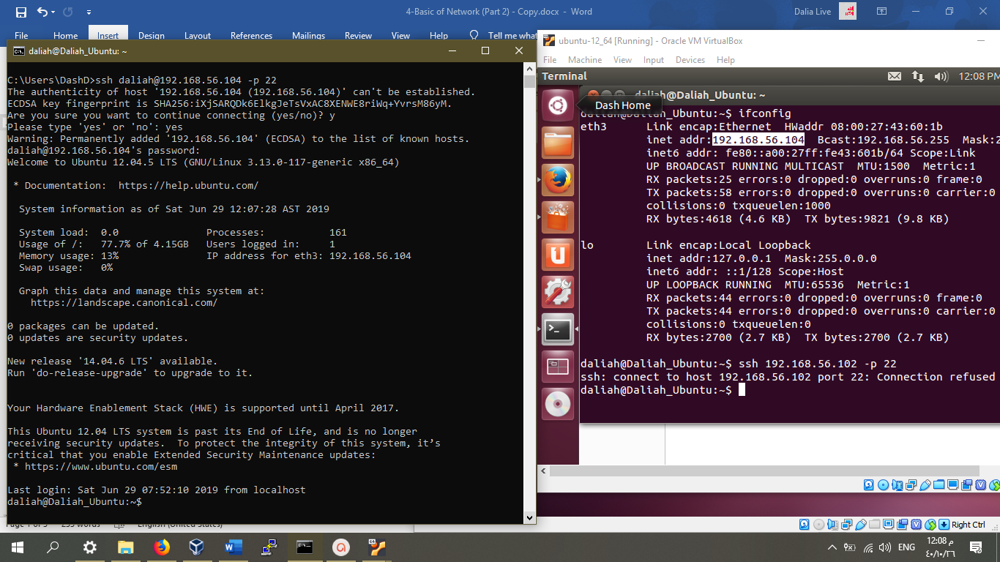 4-Basic of Network (Part 2) - Copy.docx - Word
Dalia Live
File Home Insert Design Layout References Mailings Review View Help Tell me what
daliah@Daliah_Ubuntu: ~
C:\Users\DashD>ssh daliah@192.168.56.104 -p 22
The authenticity of host '192.168.56.104 (192.168.56.104)' can't be established.
ECDSA key fingerprint is SHA256:iXjSARQDk6ElkgJeTsVxAC8XENWE8riWq+YvrsM86yM.
Are you sure you want to continue connecting (yes/no)? y
Please type 'yes' or 'no': yes
Warning: Permanently added '192.168.56.104' (ECDSA) to the list of known hosts.
daliah@192.168.56.104's password:
Welcome to Ubuntu 12.04.5 LTS (GNU/Linux 3.13.0-117-generic x86_64)
* Documentation: https://help.ubuntu.com/
System information as of Sat Jun 29 12:07:28 AST 2019
System load: 0.0 Processes: 161
Usage of /: 77.7% of 4.15GB Users logged in: 1
Memory usage: 13% IP address for eth3: 192.168.56.104
Swap usage: 0%
Graph this data and manage this system at:
https://landscape.canonical.com/
0 packages can be updated.
0 updates are security updates.
New release '14.04.6 LTS' available.
Run 'do-release-upgrade' to upgrade to it.
Your Hardware Enablement Stack (HWE) is supported until April 2017.
This Ubuntu 12.04 LTS system is past its End of Life, and is no longer
receiving security updates. To protect the integrity of this system, it's
critical that you enable Extended Security Maintenance updates:
* https://www.ubuntu.com/esm
Last login: Sat Jun 29 07:52:10 2019 from localhost
daliah@Daliah_Ubuntu:~$
ubuntu-12_64 [Running] - Oracle VM VirtualBox
File Machine View Input Devices Help
Terminal 12:08 PM
daliah@Daliah_Ubuntu: ~
Dash Home
daliah@Daliah_Ubuntu:~$ ifconfig
eth3 Link encap:Ethernet HWaddr 08:00:27:43:60:1b
inet addr:192.168.56.104 Bcast:192.168.56.255 Mask:2
inet6 addr: fe80::a00:27ff:fe43:601b/64 Scope:Link
UP BROADCAST RUNNING MULTICAST MTU:1500 Metric:1
RX packets:25 errors:0 dropped:0 overruns:0 frame:0
TX packets:58 errors:0 dropped:0 overruns:0 carrier:0
collisions:0 txqueuelen:1000
RX bytes:4618 (4.6 KB) TX bytes:9821 (9.8 KB)
lo Link encap:Local Loopback
inet addr:127.0.0.1 Mask:255.0.0.0
inet6 addr: ::1/128 Scope:Host
UP LOOPBACK RUNNING MTU:65536 Metric:1
RX packets:44 errors:0 dropped:0 overruns:0 frame:0
TX packets:44 errors:0 dropped:0 overruns:0 carrier:0
collisions:0 txqueuelen:0
RX bytes:2700 (2.7 KB) TX bytes:2700 (2.7 KB)
daliah@Daliah_Ubuntu:~$ ssh 192.168.56.102 -p 22
ssh: connect to host 192.168.56.102 port 22: Connection refused
daliah@Daliah_Ubuntu:~$
Right Ctrl
English (United States)
ENG
12:08 م
٤٠/١٠/٢٦